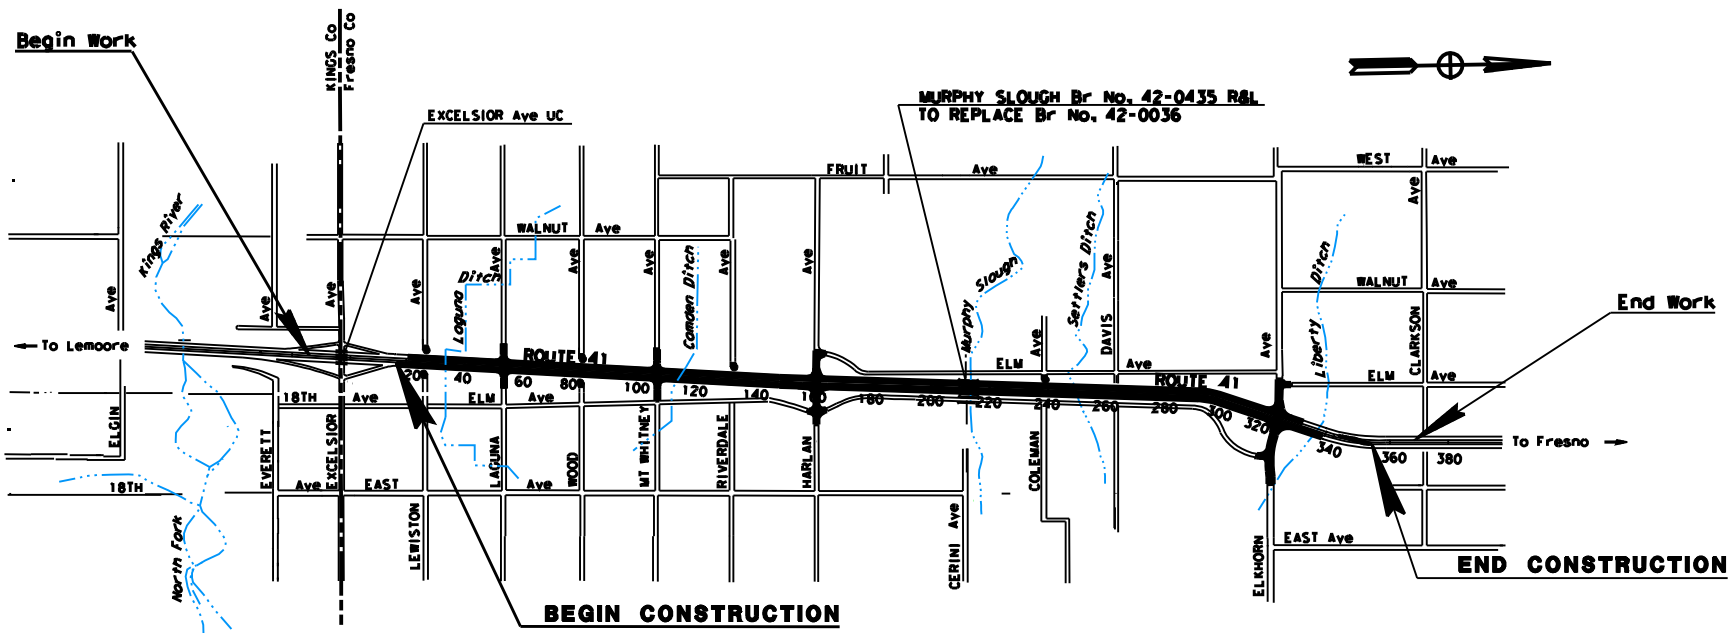 Begin Work
KINGS Co
Fresno Co
EXCELSIOR Ave UC
MURPHY SLOUGH Br No. 42-0435 R&L
TO REPLACE Br No. 42-0036
FRUIT Ave
WEST Ave
Kings River
WALNUT Ave
Laguna Ditch
Camden Ditch
Murphy Slough
Settlers Ditch
Liberty Ditch
WALNUT Ave
End Work
To Lemoore
ROUTE 41
ELM Ave
ROUTE 41
ELM Ave
20 40 60 80 100 120 140 160 180 200 220 240 260 280 300 320 340 360 380
18TH Ave
ELM Ave
To Fresno
18TH Ave
EAST Ave
ELGIN Ave
EVERETT Ave
EXCELSIOR Ave
LEWISTON Ave
LAGUNA Ave
WOOD Ave
MT WHITNEY Ave
RIVERDALE Ave
HARLAN Ave
CERINI Ave
COLEMAN Ave
DAVIS Ave
ELKHORN Ave
CLARKSON Ave
EAST Ave
North Fork
BEGIN CONSTRUCTION
END CONSTRUCTION